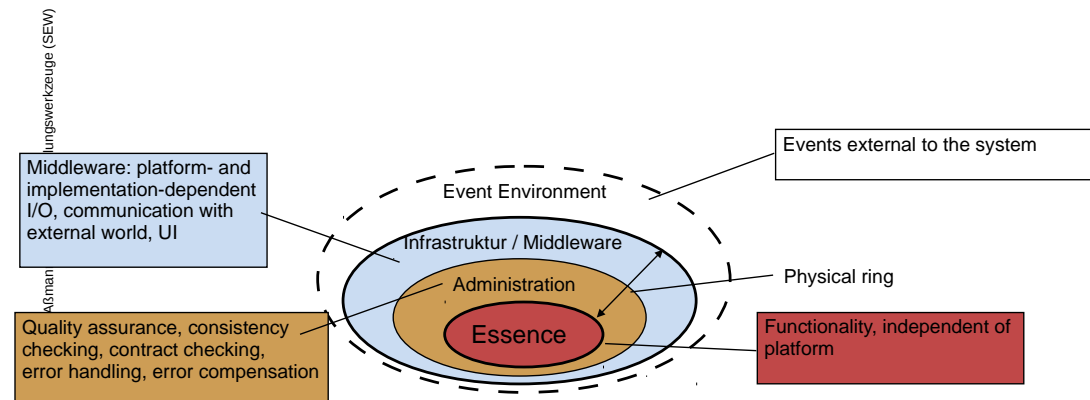 Aßman
lungswerkzeuge (SEW)
Events external to the system
Middleware: platform- and
implementation-dependent
I/O, communication with
external world, UI
Event Environment
Infrastruktur / Middleware
Physical ring
Administration
Quality assurance, consistency
checking, contract checking,
error handling, error compensation
Essence
Functionality, independent of
platform